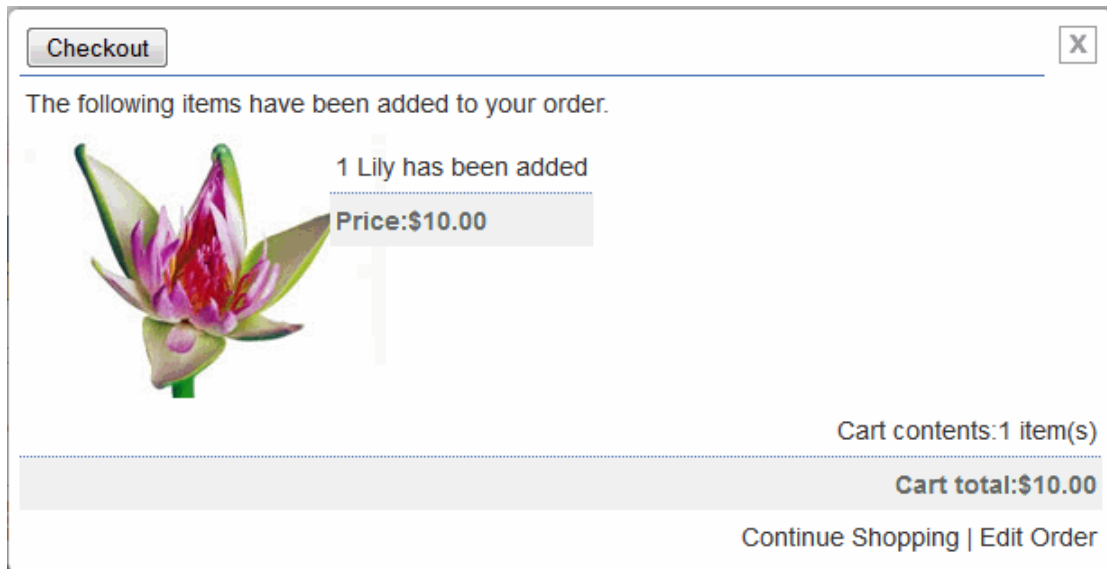 Checkout
X
The following items have been added to your order.
1 Lily has been added
Price:$10.00
Cart contents:1 item(s)
Cart total:$10.00
Continue Shopping | Edit Order